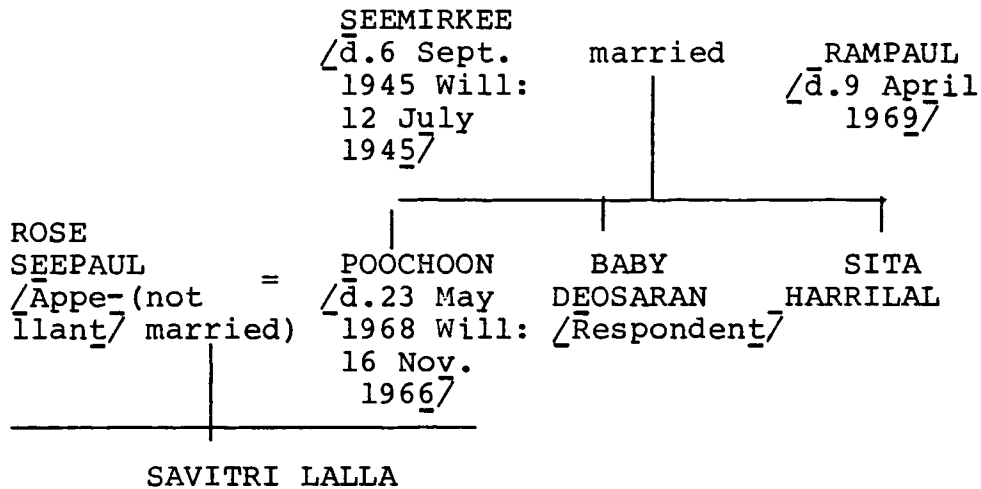 SEEMIRKEE
/d.6 Sept. married RAMPAUL
1945 Will: /d.9 April
12 July 1969/
1945/
ROSE
SEEPAUL = POOCHOON BABY SITA
/Appe-(not /d.23 May DEOSARAN HARRILAL
llant/ married) 1968 Will: /Respondent/
16 Nov.
1966/
SAVITRI LALLA